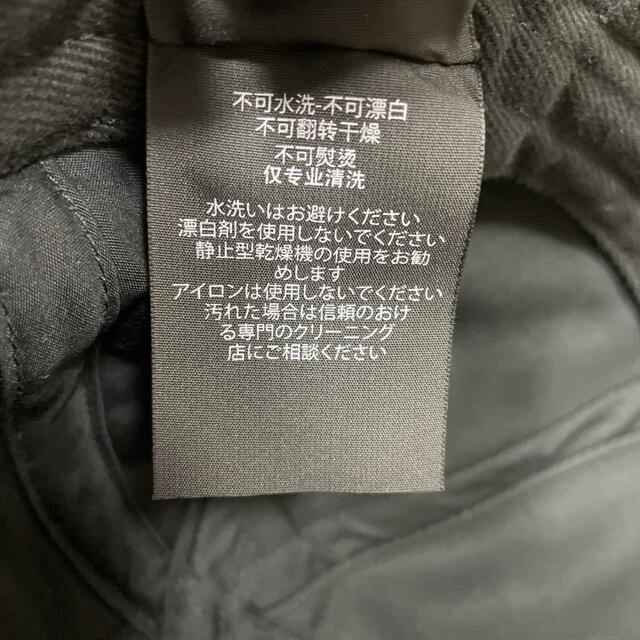 不可水洗-不可漂白
不可翻转干燥
不可熨烫
仅专业清洗
水洗いはお避けください
漂白剤を使用しないでください
静止型乾燥機の使用をお勧
めします
アイロンは使用しないでください
汚れた場合は信頼のおけ
る専門のクリーニング
店にご相談ください